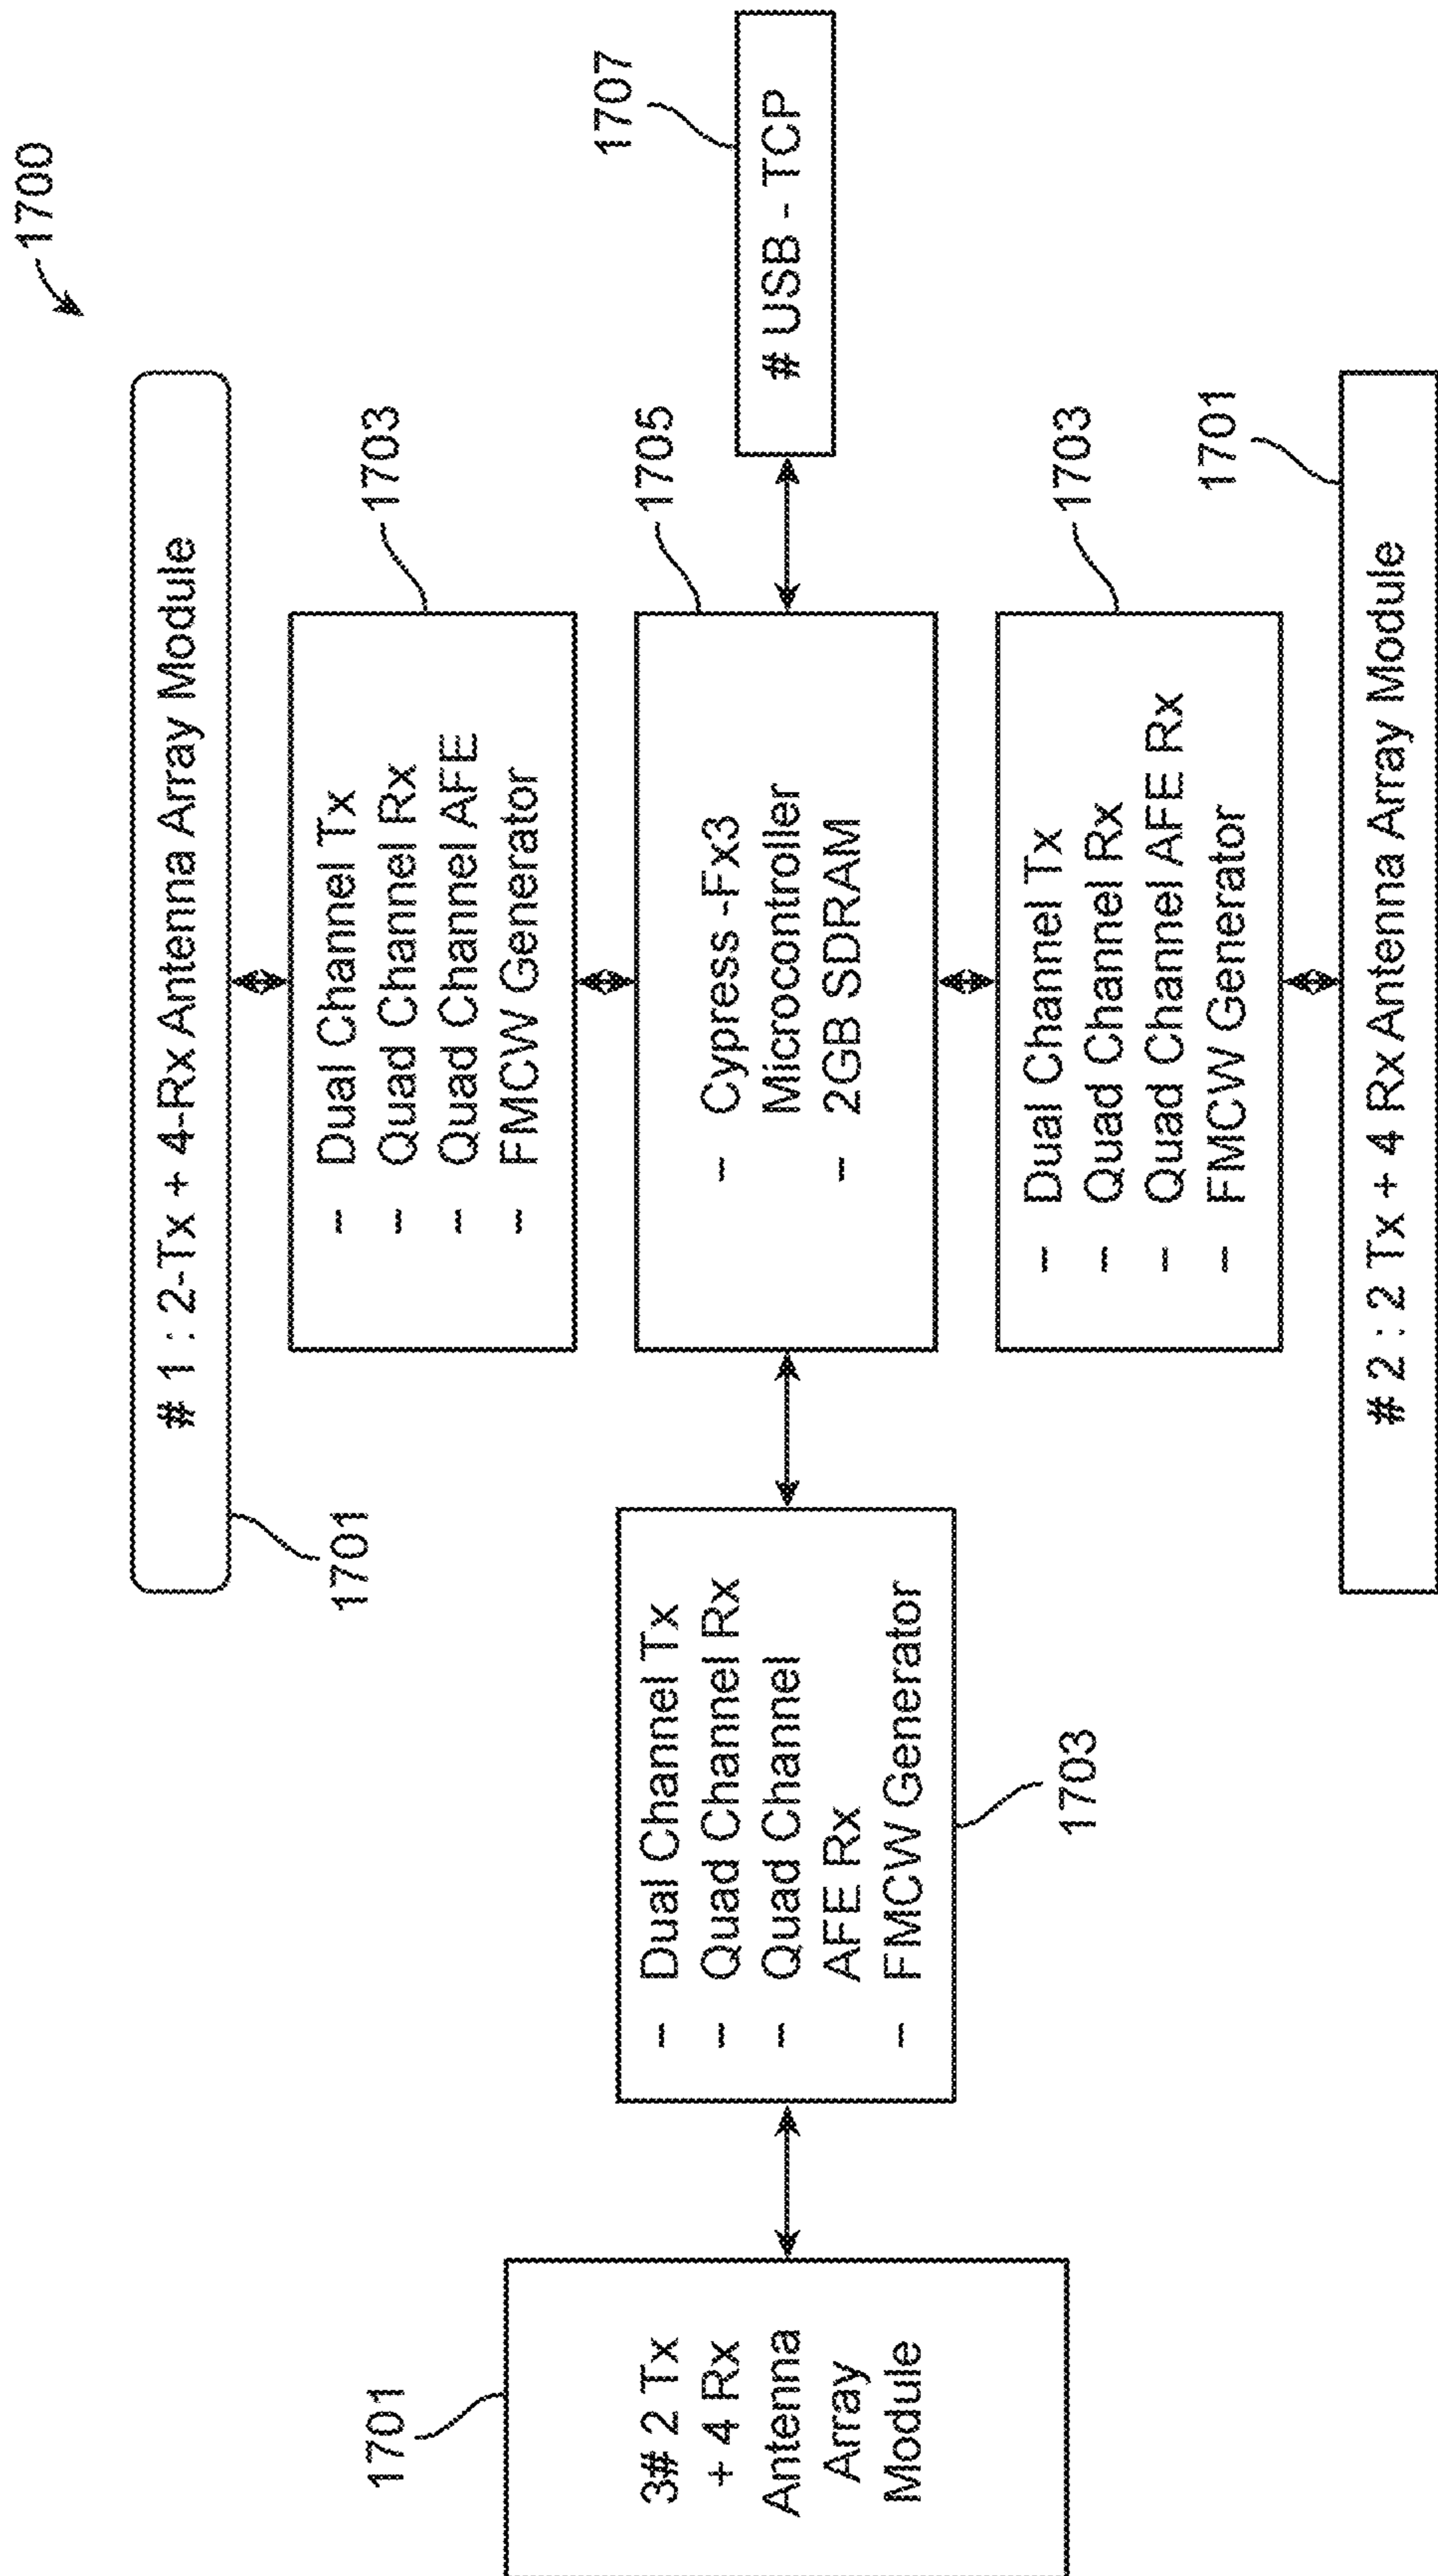 1700
# 1 : 2-Tx + 4-Rx Antenna Array Module
1701
– Dual Channel Tx
– Quad Channel Rx
– Quad Channel AFE
– FMCW Generator
1703
3# 2 Tx
+ 4 Rx
Antenna
Array
Module
1701
– Dual Channel Tx
– Quad Channel Rx
– Quad Channel
AFE Rx
– FMCW Generator
1703
– Cypress -Fx3
Microcontroller
– 2GB SDRAM
1705
# USB - TCP
1707
– Dual Channel Tx
– Quad Channel Rx
– Quad Channel AFE Rx
– FMCW Generator
1703
# 2 : 2 Tx + 4 Rx Antenna Array Module
1701